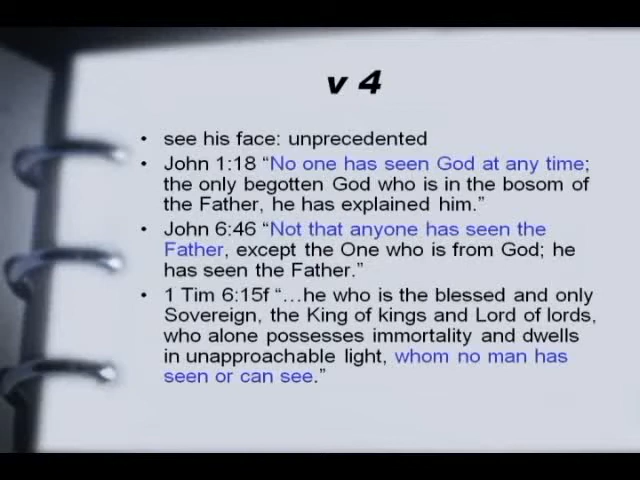 v 4
• see his face: unprecedented
• John 1:18 “No one has seen God at any time;
the only begotten God who is in the bosom of
the Father, he has explained him.”
• John 6:46 “Not that anyone has seen the
Father, except the One who is from God; he
has seen the Father.”
• 1 Tim 6:15f “…he who is the blessed and only
Sovereign, the King of kings and Lord of lords,
who alone possesses immortality and dwells
in unapproachable light, whom no man has
seen or can see.”